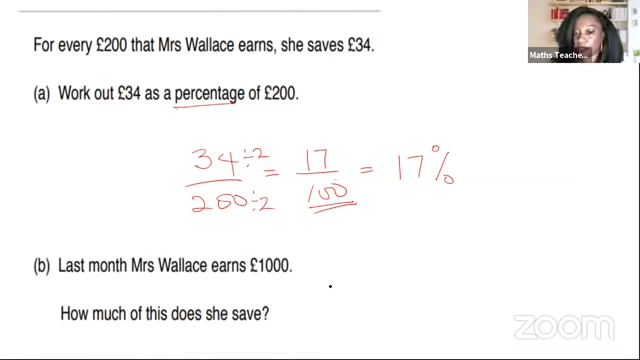 For every £200 that Mrs Wallace earns, she saves £34.
Maths Teache...
(a) Work out £34 as a percentage of £200.
34 ÷2 = 17 = 17%
200 ÷2 100
(b) Last month Mrs Wallace earns £1000.
How much of this does she save?
zoom